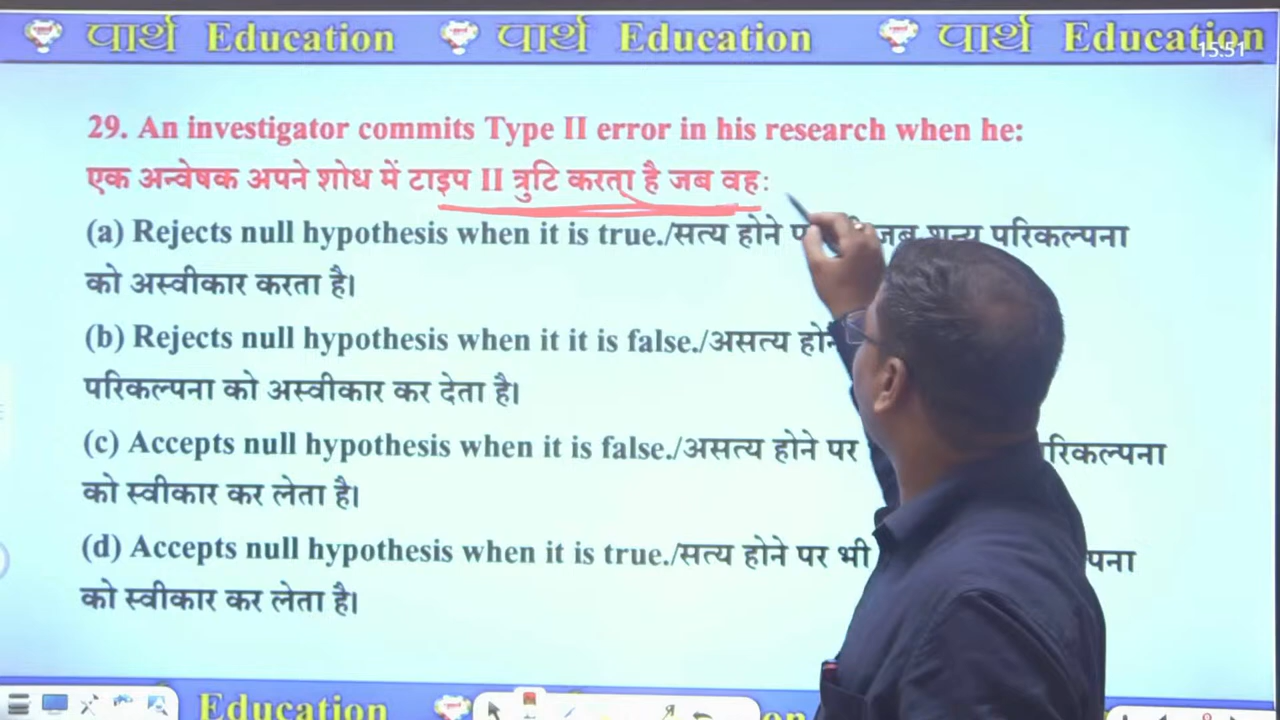 पार्थ Education पार्थ Education पार्थ Education
15:51
29. An investigator commits Type II error in his research when he:
एक अन्वेषक अपने शोध में टाइप II त्रुटि करता है जब वह:
(a) Rejects null hypothesis when it is true./सत्य होने जब शून्य परिकल्पना
को अस्वीकार करता है।
(b) Rejects null hypothesis when it it is false./असत्य
परिकल्पना को अस्वीकार कर देता है।
(c) Accepts null hypothesis when it is false./असत्य होने पर
को स्वीकार कर लेता है।
(d) Accepts null hypothesis when it is true./सत्य होने पर भी
को स्वीकार कर लेता है।
Education